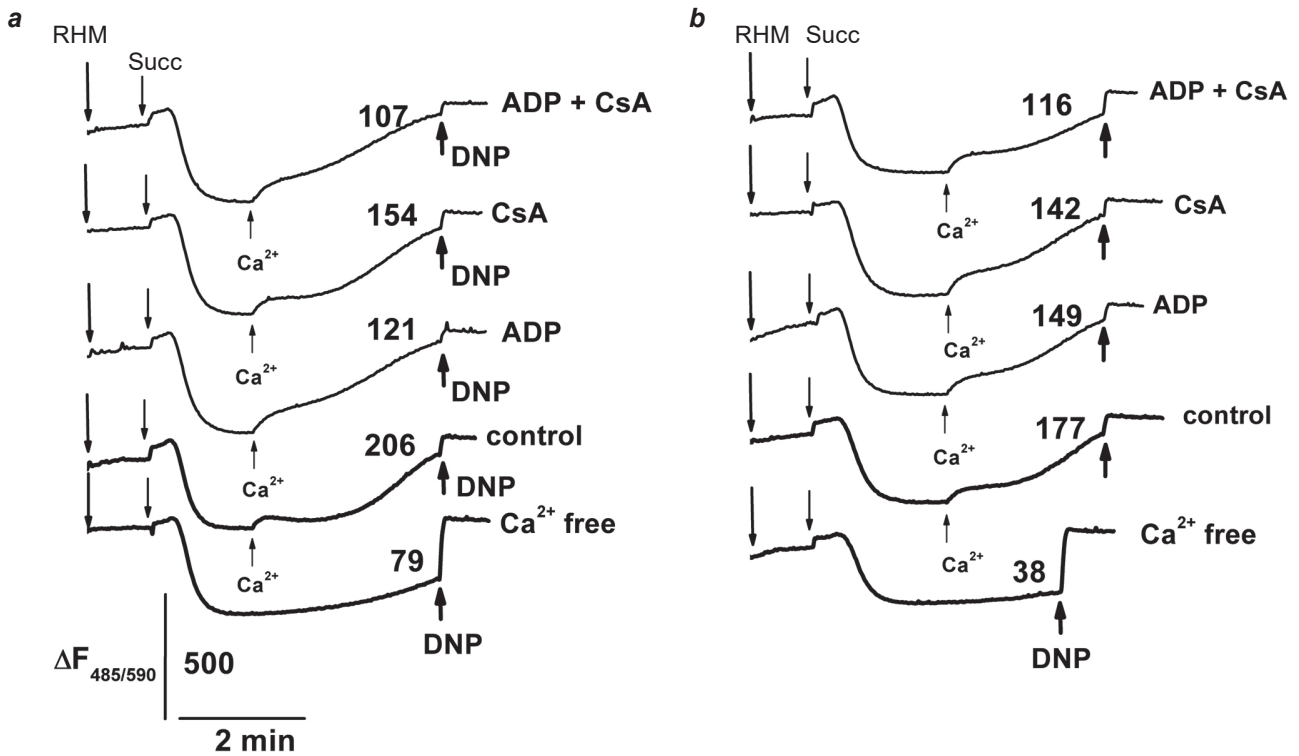 a
RHM
Succ
107
ADP + CsA
DNP
Ca2+
154
CsA
DNP
Ca2+
121
ADP
DNP
Ca2+
206
control
DNP
Ca2+
79
Ca2+ free
DNP
ΔF485/590
500
2 min
b
RHM
Succ
116
ADP + CsA
Ca2+
142
CsA
Ca2+
149
ADP
Ca2+
177
control
Ca2+
38
Ca2+ free
DNP